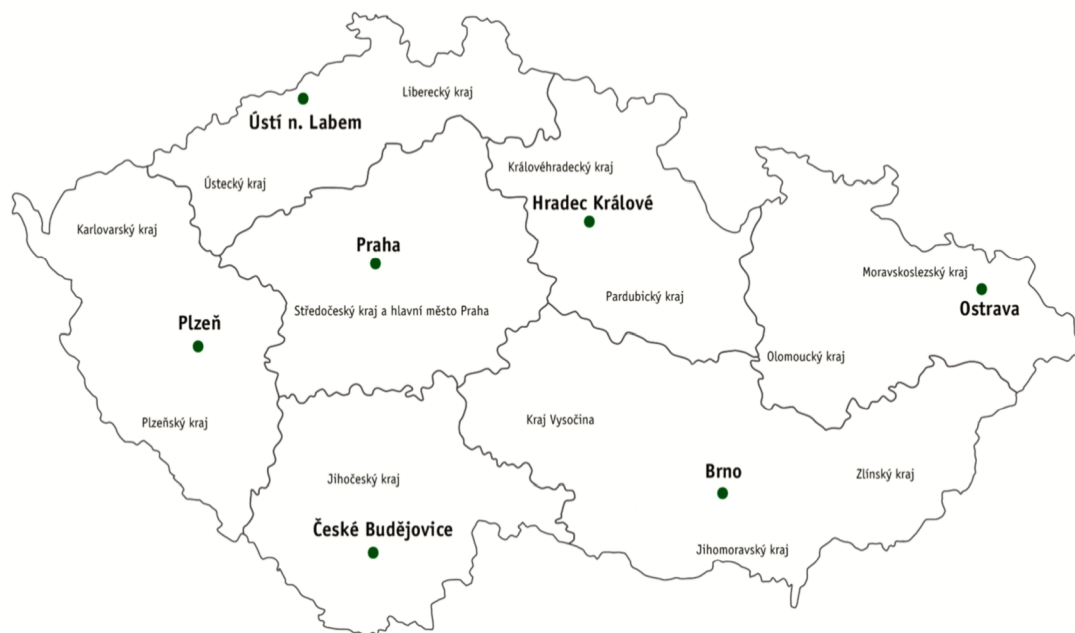 Liberecký kraj
Ústí n. Labem
Královéhradecký kraj
Ústecký kraj
Hradec Králové
Karlovarský kraj
Praha
Moravskoslezský kraj
Pardubický kraj
Středočeský kraj a hlavní město Praha
Ostrava
Plzeň
Olomoucký kraj
Plzeňský kraj
Kraj Vysočina
Brno
Zlínský kraj
Jihočeský kraj
České Budějovice
Jihomoravský kraj